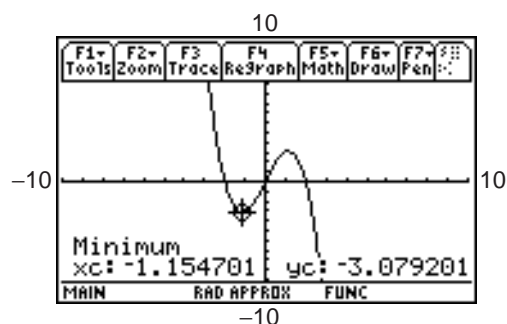 10
F1▾ F2▾ F3 F4 F5▾ F6▾ F7▾
Tools Zoom Trace ReGraph Math Draw Pen
−10 10
Minimum
xc: -1.154701 yc: -3.079201
MAIN RAD APPROX FUNC
−10